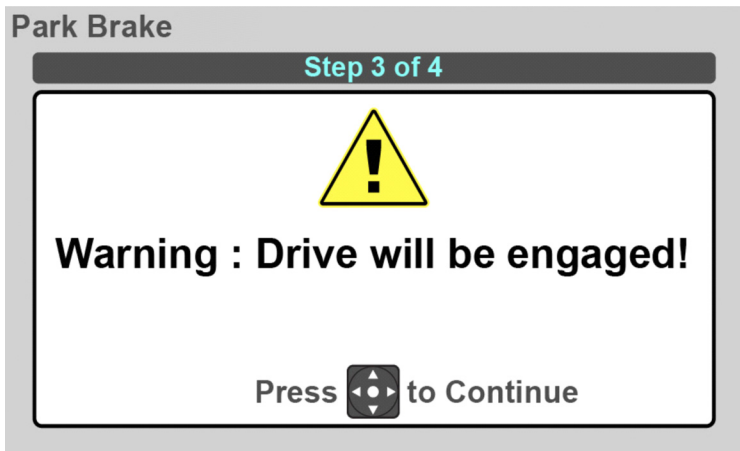 Park Brake
Step 3 of 4
!
Warning : Drive will be engaged!
Press to Continue